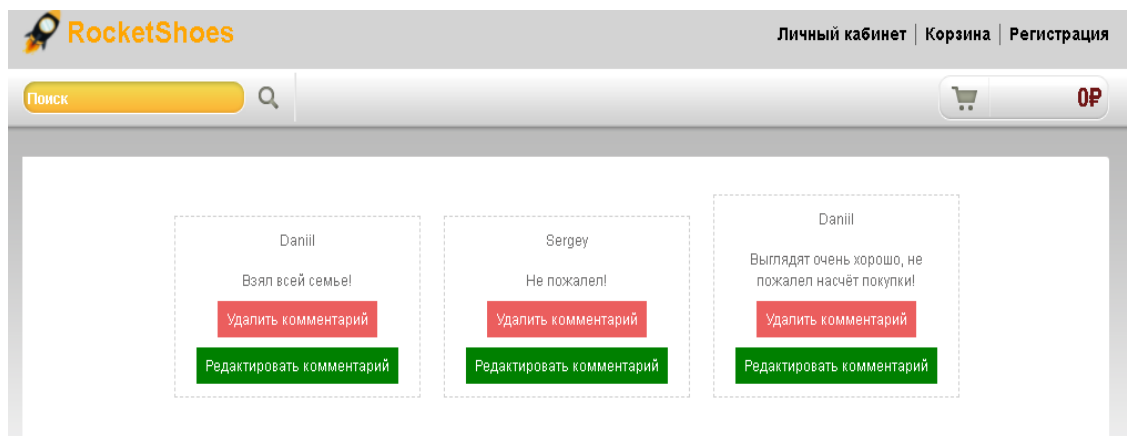 RocketShoes
Личный кабинет | Корзина | Регистрация
Поиск
0₽
Daniil
Взял всей семье!
Удалить комментарий
Редактировать комментарий
Sergey
Не пожалел!
Удалить комментарий
Редактировать комментарий
Daniil
Выглядят очень хорошо, не
пожалел насчёт покупки!
Удалить комментарий
Редактировать комментарий